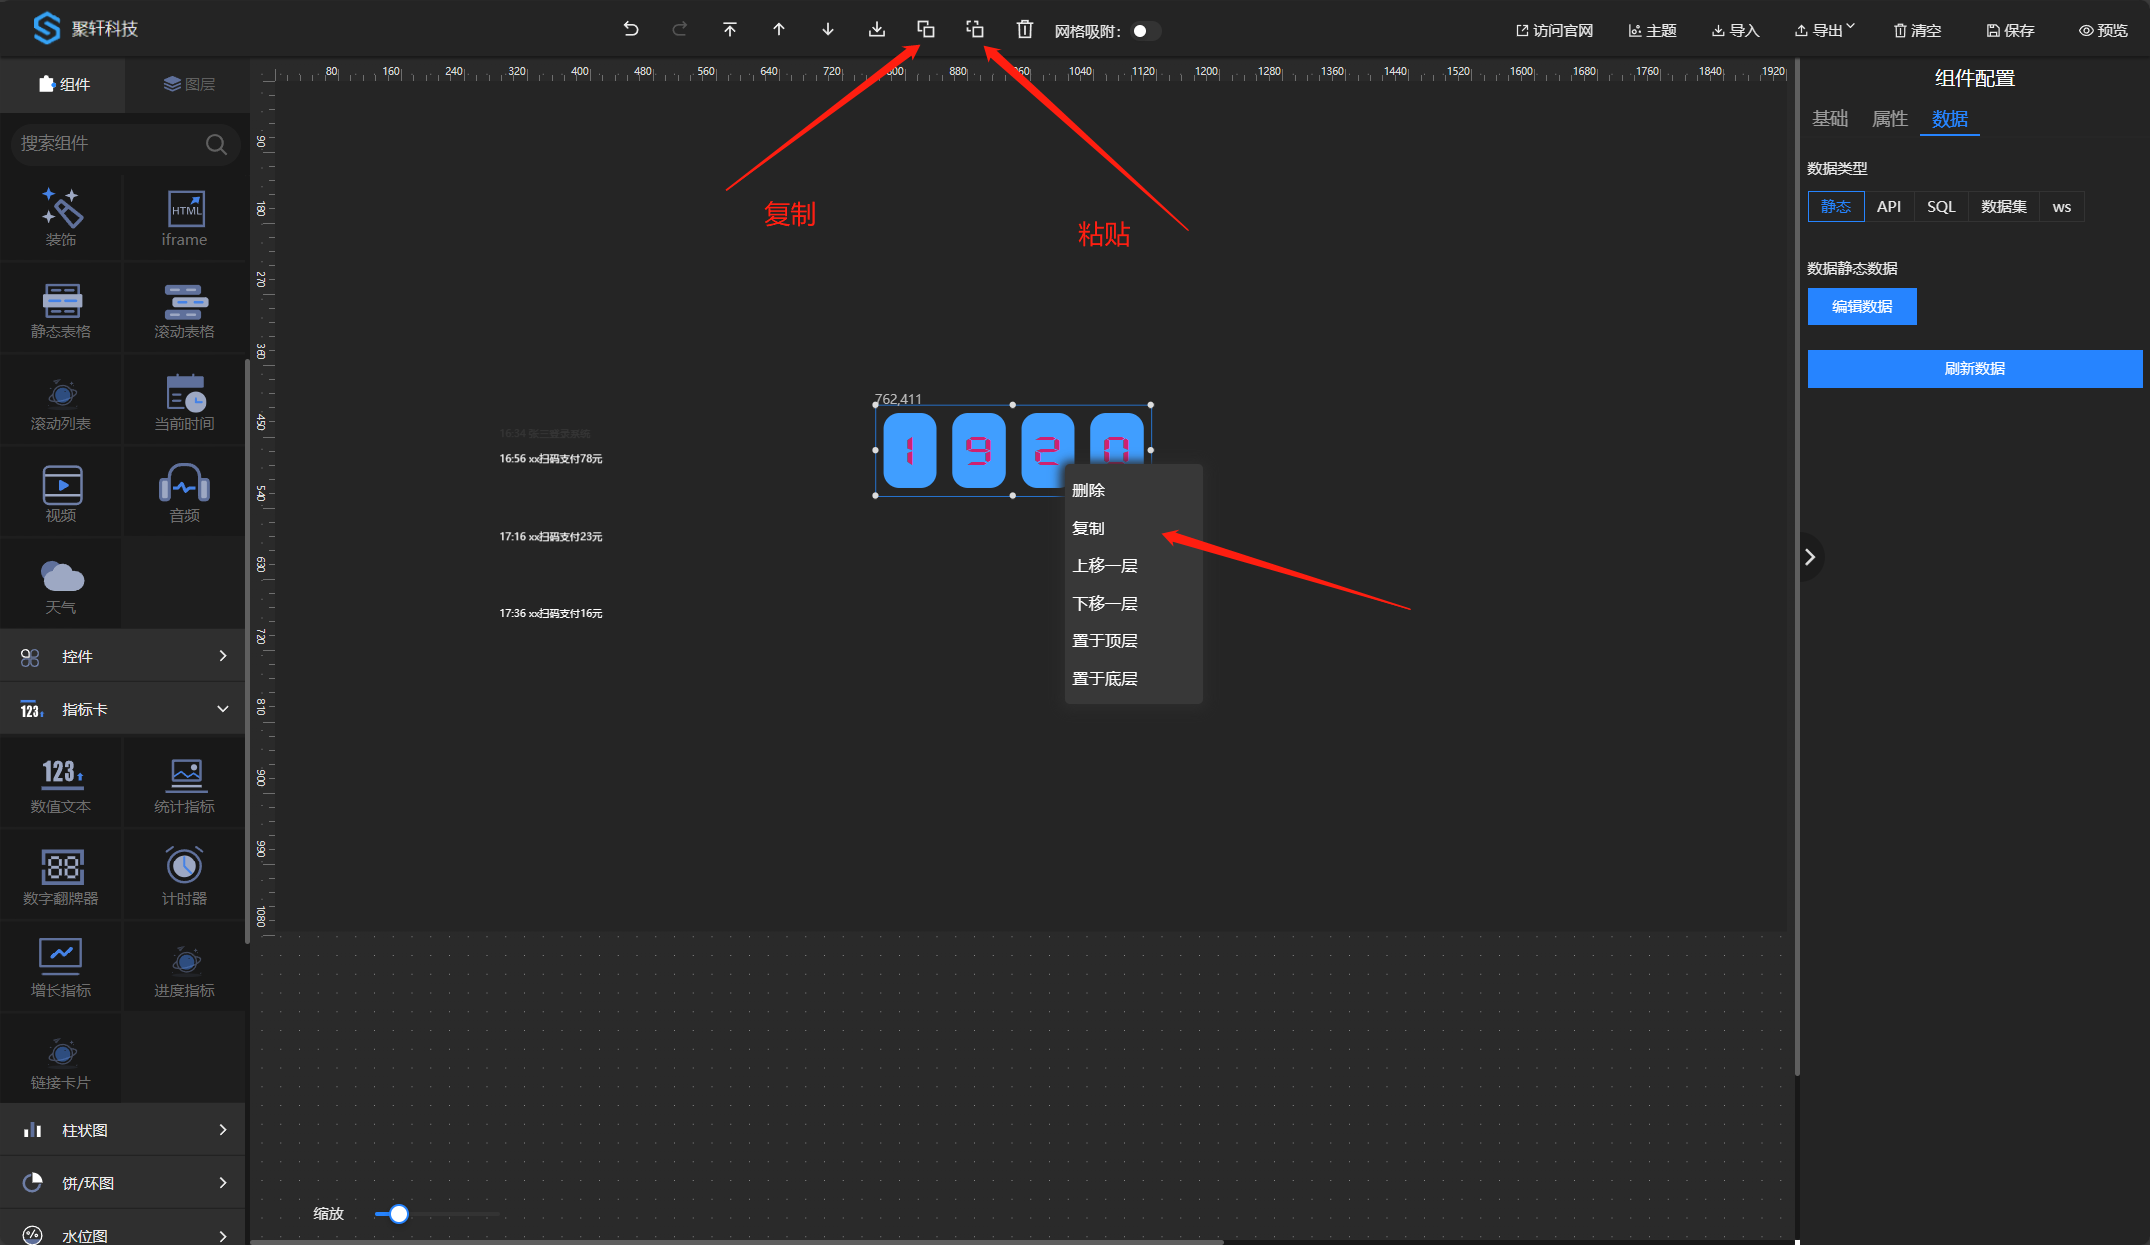 聚轩科技
网格吸附:
访问官网
主题
导入
导出
清空
保存
预览
组件
图层
搜索组件
装饰
HTML
iframe
静态表格
滚动表格
滚动列表
当前时间
视频
音频
天气
控件
123
指标卡
123
数值文本
统计指标
88
数字翻牌器
计时器
增长指标
进度指标
链接卡片
柱状图
饼/环图
水位图
80 160 240 320 400 480 560 640 720 800 880 960 1040 1120 1200 1280 1360 1440 1520 1600 1680 1760 1840 1920
90
180
270
360
450
540
630
720
810
900
990
1080
复制
粘贴
762,411
1 9 2 0
16:34 张三登录系统
16:56 xx扫码支付78元
17:16 xx扫码支付23元
17:36 xx扫码支付16元
删除
复制
上移一层
下移一层
置于顶层
置于底层
缩放
组件配置
基础 属性 数据
数据类型
静态 API SQL 数据集 ws
数据静态数据
编辑数据
刷新数据